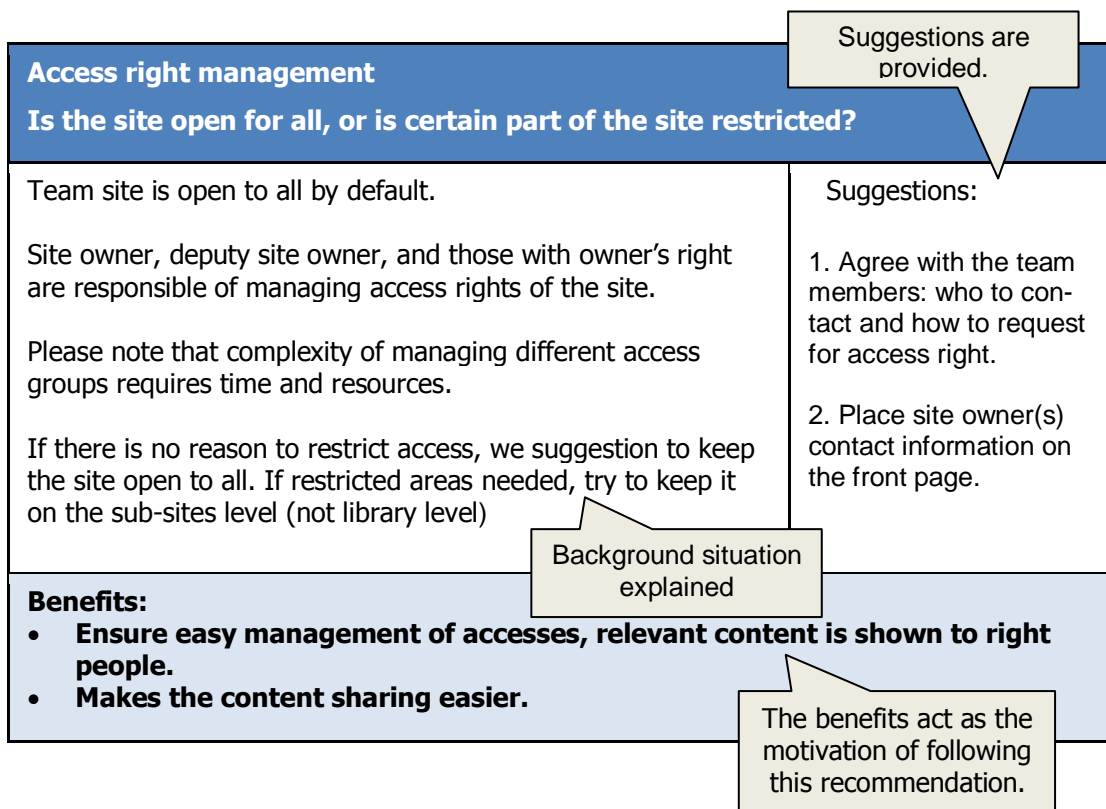 Suggestions are
provided.
Access right management
Is the site open for all, or is certain part of the site restricted?
Team site is open to all by default.
Site owner, deputy site owner, and those with owner’s right
are responsible of managing access rights of the site.
Please note that complexity of managing different access
groups requires time and resources.
If there is no reason to restrict access, we suggestion to keep
the site open to all. If restricted areas needed, try to keep it
on the sub-sites level (not library level)
Suggestions:
1. Agree with the team
members: who to con-
tact and how to request
for access right.
2. Place site owner(s)
contact information on
the front page.
Background situation
explained
Benefits:
• Ensure easy management of accesses, relevant content is shown to right
people.
• Makes the content sharing easier.
The benefits act as the
motivation of following
this recommendation.